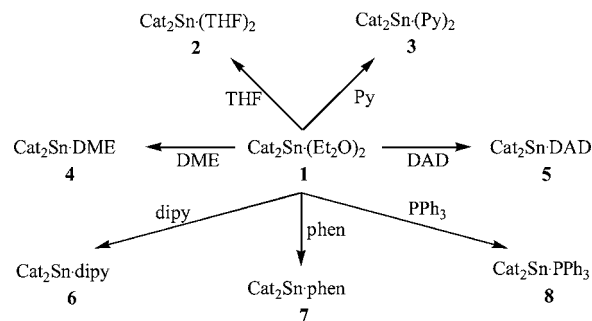 Cat₂Sn·(THF)₂ Cat₂Sn·(Py)₂
2 3
THF Py
Cat₂Sn·DME Cat₂Sn·(Et₂O)₂ Cat₂Sn·DAD
DME DAD
4 1 5
dipy phen PPh₃
Cat₂Sn·dipy Cat₂Sn·phen Cat₂Sn·PPh₃
6 7 8